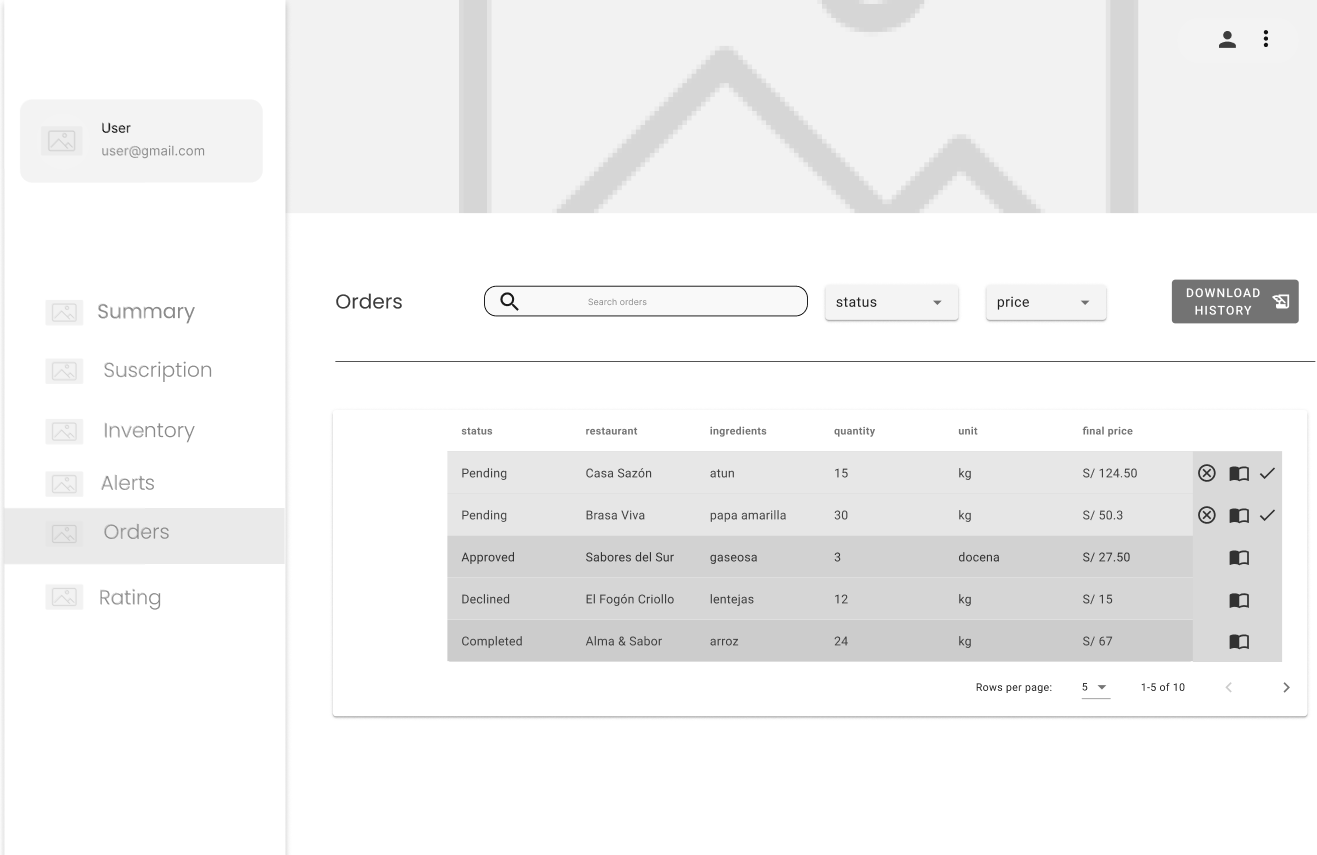 User
user@gmail.com
Summary
Suscription
Inventory
Alerts
Orders
Rating
Orders
Search orders
status
price
DOWNLOAD
HISTORY
status restaurant ingredients quantity unit final price
Pending Casa Sazón atun 15 kg S/ 124.50
Pending Brasa Viva papa amarilla 30 kg S/ 50.3
Approved Sabores del Sur gaseosa 3 docena S/ 27.50
Declined El Fogón Criollo lentejas 12 kg S/ 15
Completed Alma & Sabor arroz 24 kg S/ 67
Rows per page: 5 1-5 of 10